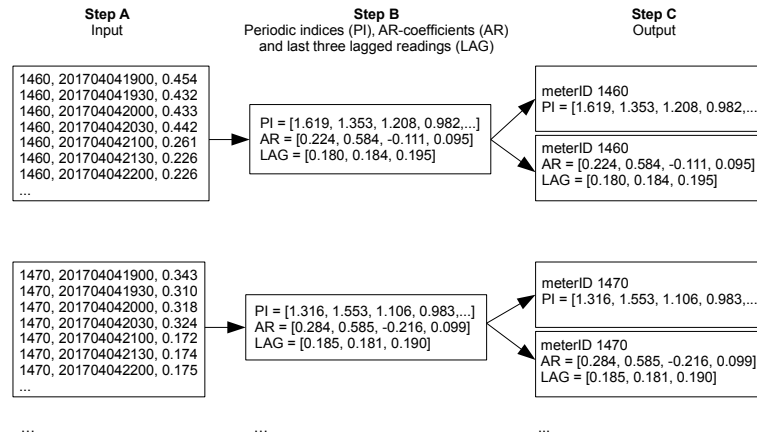 Step A
Input
Step B
Periodic indices (PI), AR-coefficients (AR)
and last three lagged readings (LAG)
Step C
Output
1460, 201704041900, 0.454
1460, 201704041930, 0.432
1460, 201704042000, 0.433
1460, 201704042030, 0.442
1460, 201704042100, 0.261
1460, 201704042130, 0.226
1460, 201704042200, 0.226
...
PI = [1.619, 1.353, 1.208, 0.982,...]
AR = [0.224, 0.584, -0.111, 0.095]
LAG = [0.180, 0.184, 0.195]
meterID 1460
PI = [1.619, 1.353, 1.208, 0.982,...
meterID 1460
AR = [0.224, 0.584, -0.111, 0.095]
LAG = [0.180, 0.184, 0.195]
1470, 201704041900, 0.343
1470, 201704041930, 0.310
1470, 201704042000, 0.318
1470, 201704042030, 0.324
1470, 201704042100, 0.172
1470, 201704042130, 0.174
1470, 201704042200, 0.175
...
PI = [1.316, 1.553, 1.106, 0.983,...]
AR = [0.284, 0.585, -0.216, 0.099]
LAG = [0.185, 0.181, 0.190]
meterID 1470
PI = [1.316, 1.553, 1.106, 0.983,...
meterID 1470
AR = [0.284, 0.585, -0.216, 0.099]
LAG = [0.185, 0.181, 0.190]
...
...
...